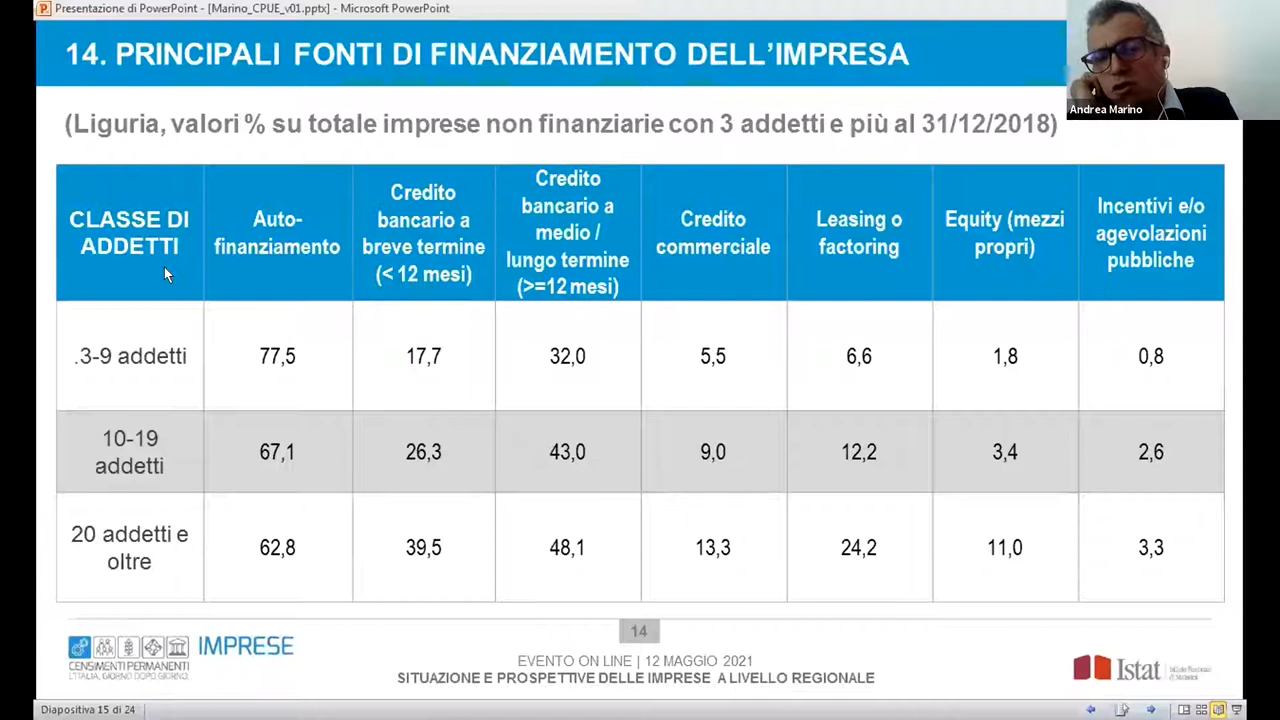 Presentazione di PowerPoint - [Marino_CPUE_v01.pptx] - Microsoft PowerPoint
14. PRINCIPALI FONTI DI FINANZIAMENTO DELL'IMPRESA
Andrea Marino
(Liguria, valori % su totale imprese non finanziarie con 3 addetti e più al 31/12/2018)
CLASSE DI
ADDETTI
Auto-
finanziamento
Credito
bancario a
breve termine
(< 12 mesi)
Credito
bancario a
medio /
lungo termine
(>=12 mesi)
Credito
commerciale
Leasing o
factoring
Equity (mezzi
propri)
Incentivi e/o
agevolazioni
pubbliche
.3-9 addetti
77,5
17,7
32,0
5,5
6,6
1,8
0,8
10-19
addetti
67,1
26,3
43,0
9,0
12,2
3,4
2,6
20 addetti e
oltre
62,8
39,5
48,1
13,3
24,2
11,0
3,3
14
IMPRESE
CENSIMENTI PERMANENTI
L'ITALIA, GIORNO DOPO GIORNO.
EVENTO ON LINE | 12 MAGGIO 2021
SITUAZIONE E PROSPETTIVE DELLE IMPRESE A LIVELLO REGIONALE
Istat
Diapositiva 15 di 24